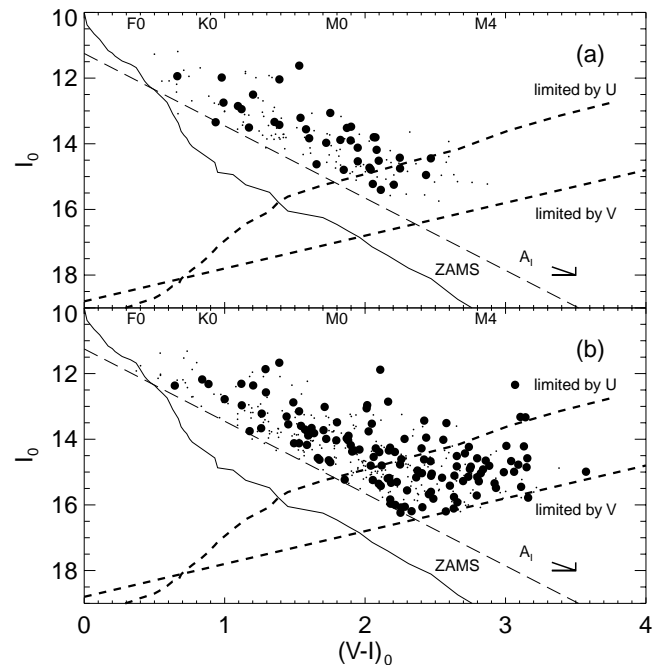 F0 K0 M0 M4
10
12
14
16
18
I0
(a)
limited by U
limited by V
ZAMS
AI
F0 K0 M0 M4
10
12
14
16
18
I0
(b)
limited by U
limited by V
ZAMS
AI
0 1 2 3 4
(V-I)0